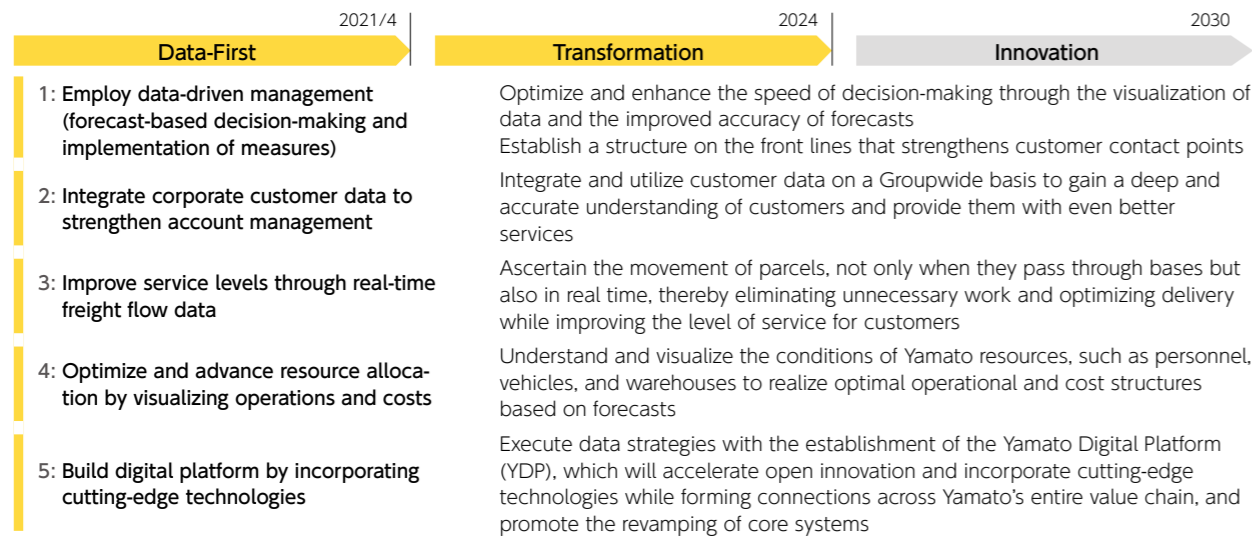 2021/4
2024
2030
Data-First
Transformation
Innovation
1: Employ data-driven management
(forecast-based decision-making and
implementation of measures)
Optimize and enhance the speed of decision-making through the visualization of
data and the improved accuracy of forecasts
Establish a structure on the front lines that strengthens customer contact points
2: Integrate corporate customer data to
strengthen account management
Integrate and utilize customer data on a Groupwide basis to gain a deep and
accurate understanding of customers and provide them with even better
services
3: Improve service levels through real-time
freight flow data
Ascertain the movement of parcels, not only when they pass through bases but
also in real time, thereby eliminating unnecessary work and optimizing delivery
while improving the level of service for customers
4: Optimize and advance resource alloca-
tion by visualizing operations and costs
Understand and visualize the conditions of Yamato resources, such as personnel,
vehicles, and warehouses to realize optimal operational and cost structures
based on forecasts
5: Build digital platform by incorporating
cutting-edge technologies
Execute data strategies with the establishment of the Yamato Digital Platform
(YDP), which will accelerate open innovation and incorporate cutting-edge
technologies while forming connections across Yamato's entire value chain, and
promote the revamping of core systems